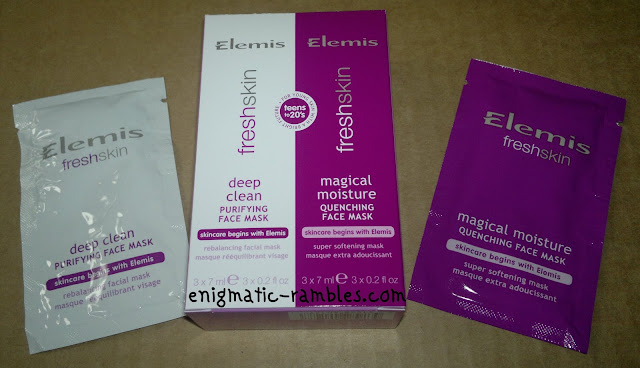 Elemis
freshskin
deep clean
PURIFYING FACE MASK
skincare begins with Elemis
rebalancing facial mask
masque rééquilibrant visage
Elemis
freshskin
deep
clean
PURIFYING
FACE MASK
skincare begins with Elemis
rebalancing facial mask
masque rééquilibrant visage
3 x 7 ml e 3 x 0.2 fl oz
teens
to 20's
Elemis
freshskin
magical
moisture
QUENCHING
FACE MASK
skincare begins with Elemis
super softening mask
masque extra adoucissant
3 x 7 ml e 3 x 0.2 fl oz
enigmatic-rambles.com
Elemis
freshskin
magical moisture
QUENCHING FACE MASK
skincare begins with Elemis
super softening mask
masque extra adoucissant